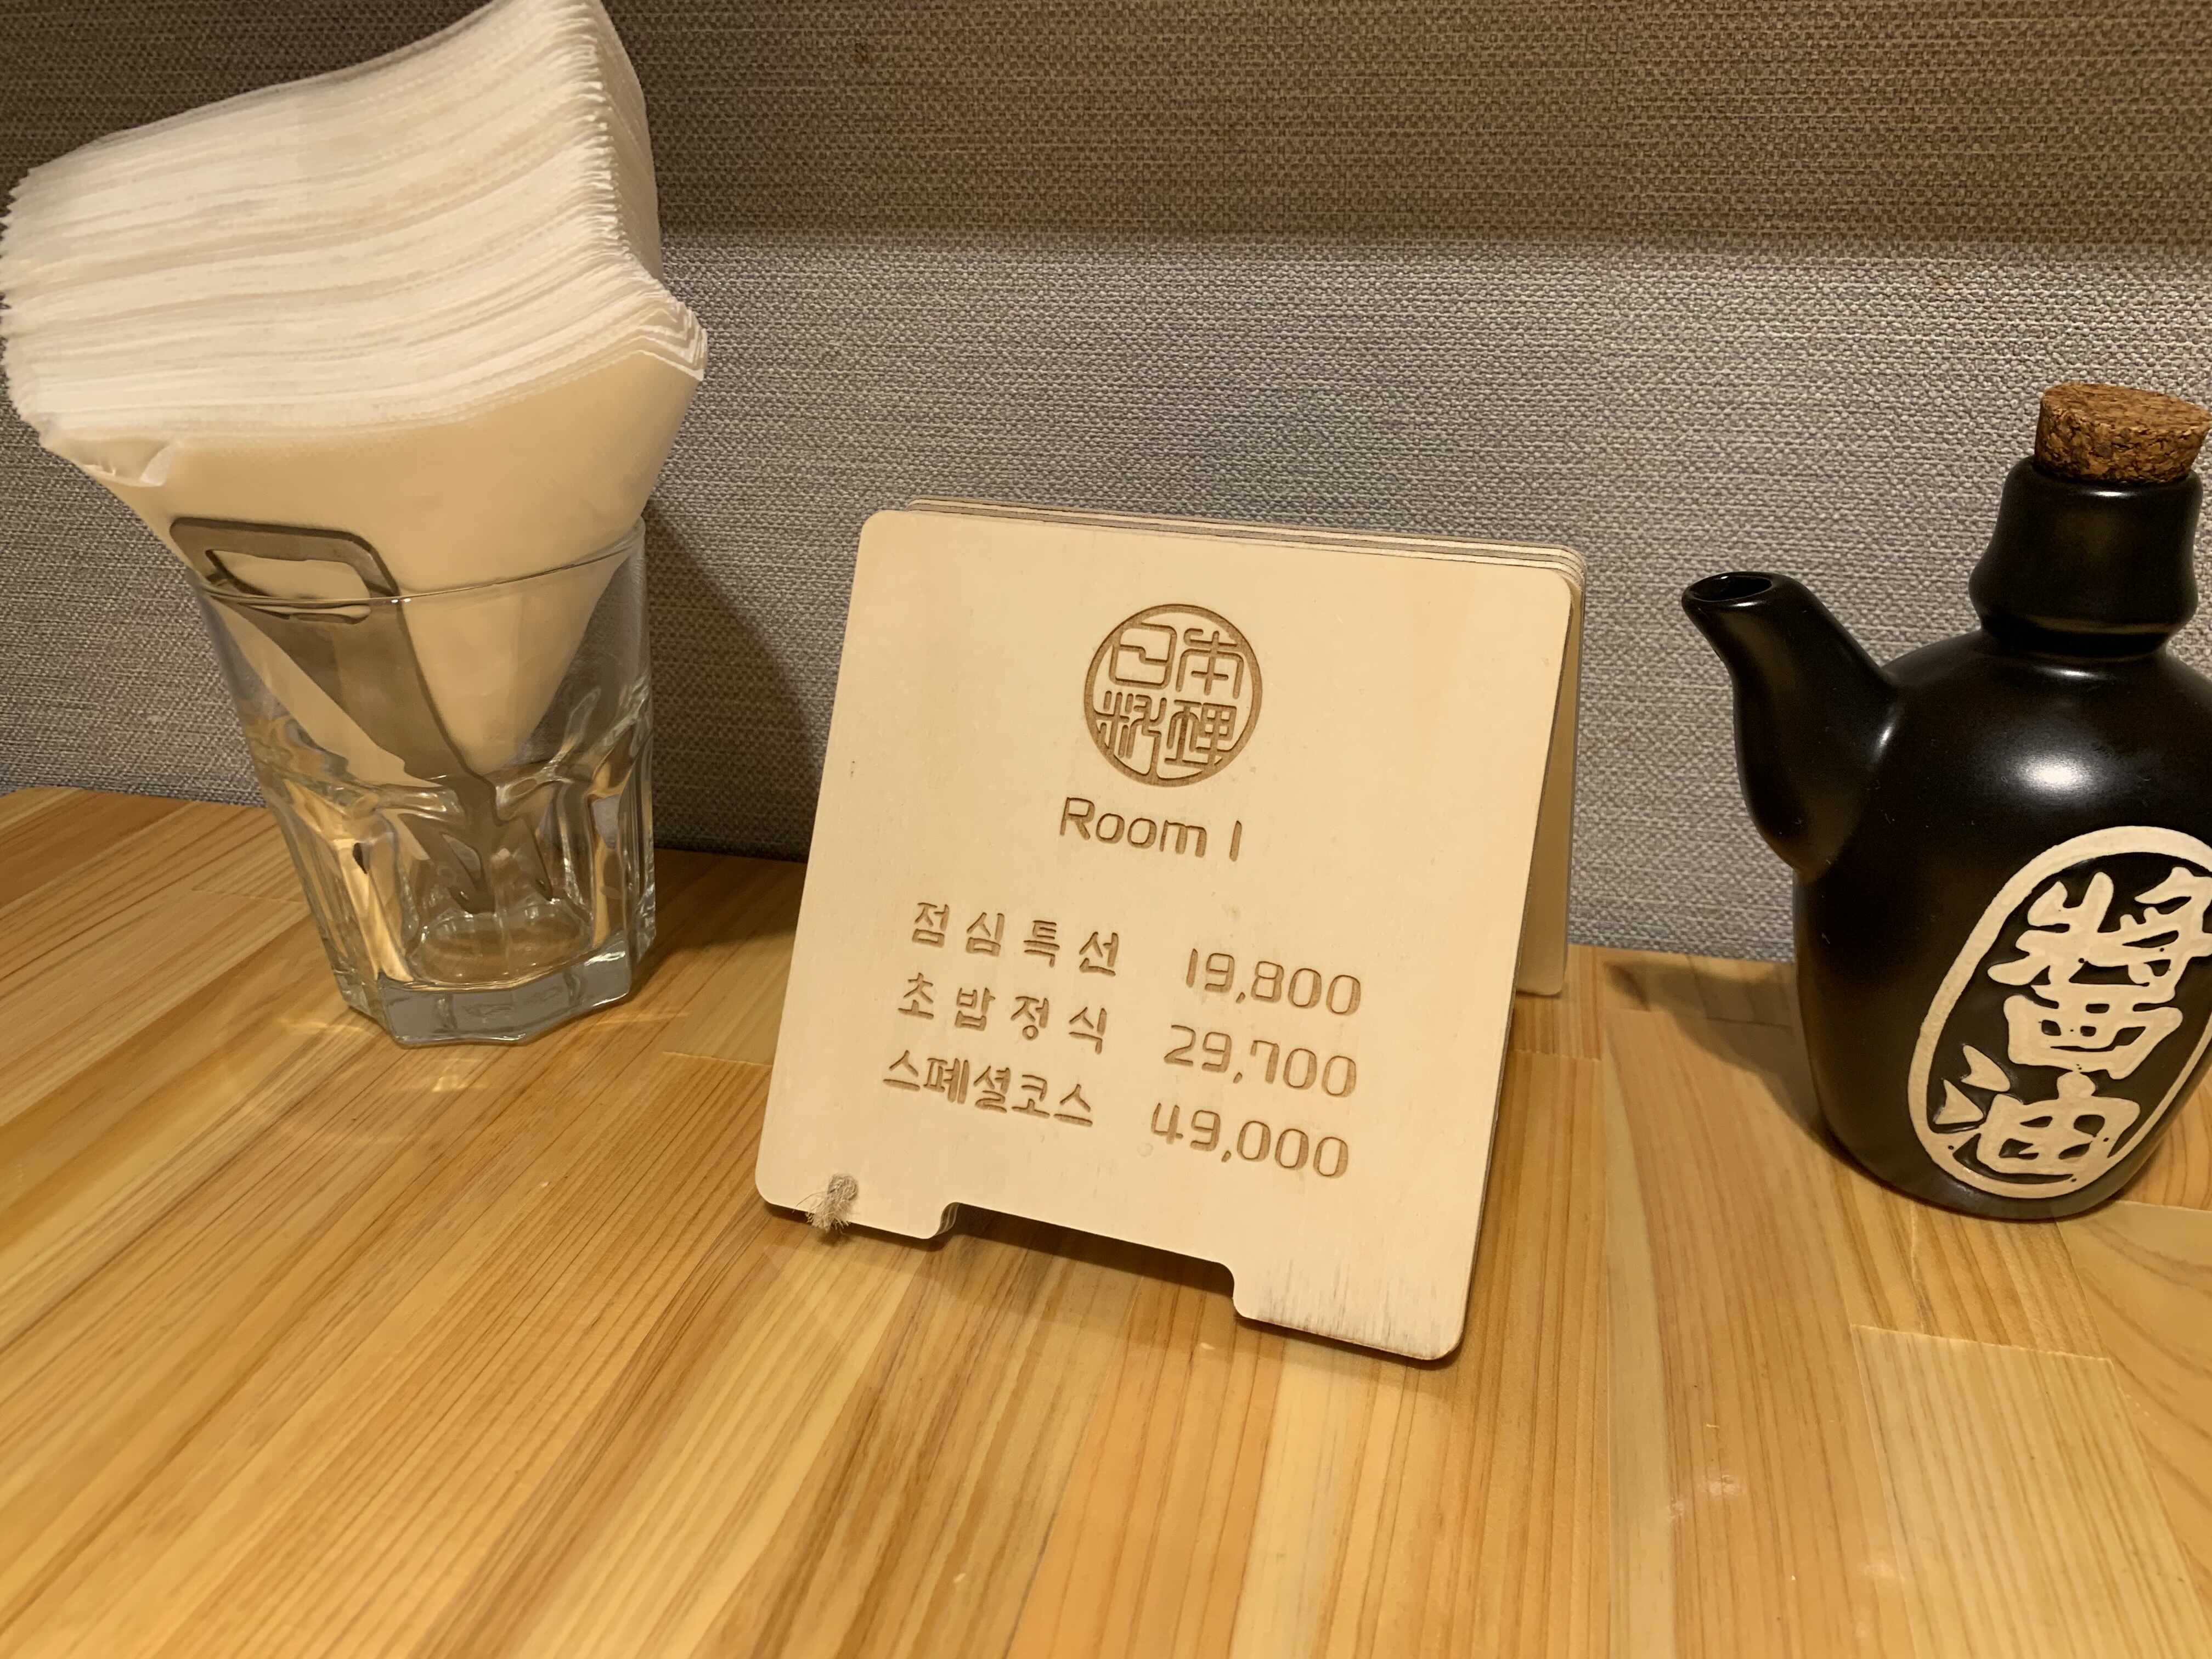 日本
料理
Room 1
점심특선 19,800
초밥정식 29,700
스페셜코스 49,000
醬油